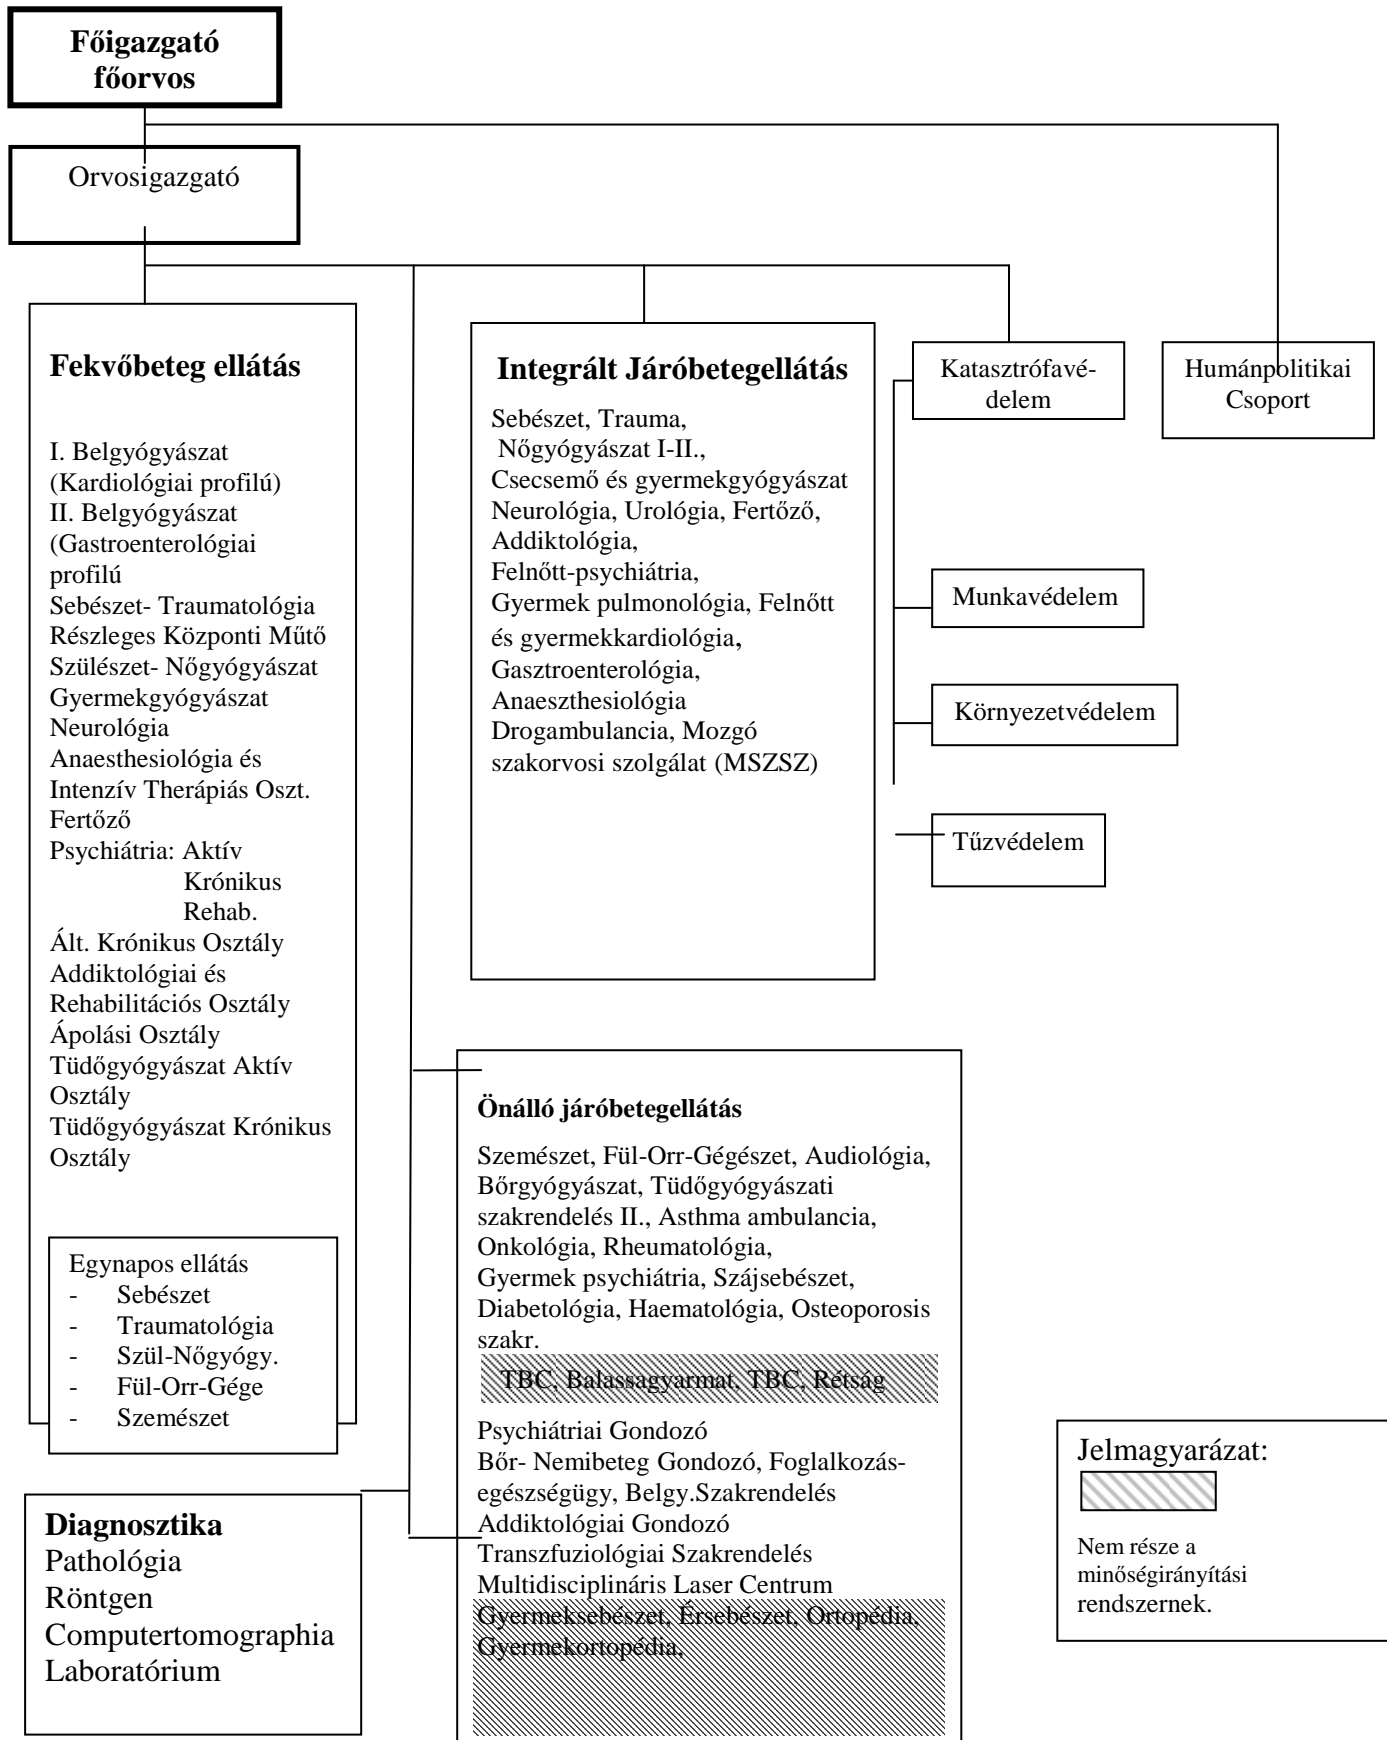 Főigazgató
főorvos
Orvosigazgató
Fekvőbeteg ellátás
I. Belgyógyászat
(Kardiológiai profilú)
II. Belgyógyászat
(Gastroenterológiai
profilú
Sebészet- Traumatológia
Részleges Központi Műtő
Szülészet- Nőgyógyászat
Gyermekgyógyászat
Neurológia
Anaesthesiológia és
Intenzív Therápiás Oszt.
Fertőző
Psychiátria: Aktív
Krónikus
Rehab.
Ált. Krónikus Osztály
Addiktológiai és
Rehabilitációs Osztály
Ápolási Osztály
Tüdőgyógyászat Aktív
Osztály
Tüdőgyógyászat Krónikus
Osztály
Egynapos ellátás
- Sebészet
- Traumatológia
- Szül-Nőgyógy.
- Fül-Orr-Gége
- Szemészet
Diagnosztika
Pathológia
Röntgen
Computertomographia
Laboratórium
Integrált Járóbetegellátás
Sebészet, Trauma,
Nőgyógyászat I-II.,
Csecsemő és gyermekgyógyászat
Neurológia, Urológia, Fertőző,
Addiktológia,
Felnőtt-psychiátria,
Gyermek pulmonológia, Felnőtt
és gyermekkardiológia,
Gasztroenterológia,
Anaeszthesiológia
Drogambulancia, Mozgó
szakorvosi szolgálat (MSZSZ)
Önálló járóbetegellátás
Szemészet, Fül-Orr-Gégészet, Audiológia,
Bőrgyógyászat, Tüdőgyógyászati
szakrendelés II., Asthma ambulancia,
Onkológia, Rheumatológia,
Gyermek psychiátria, Szájsebészet,
Diabetológia, Haematológia, Osteoporosis
szakr.
TBC, Balassagyarmat, TBC, Rétság
Psychiátriai Gondozó
Bőr- Nemibeteg Gondozó, Foglalkozás-
egészségügy, Belgy.Szakrendelés
Addiktológiai Gondozó
Transzfuziológiai Szakrendelés
Multidisciplináris Laser Centrum
Gyermeksebészet, Érsebészet, Ortopédia,
Gyermekortopédia,
Katasztrófavé-
delem
Munkavédelem
Környezetvédelem
Tűzvédelem
Humánpolitikai
Csoport
Jelmagyarázat:
Nem része a
minőségirányítási
rendszernek.